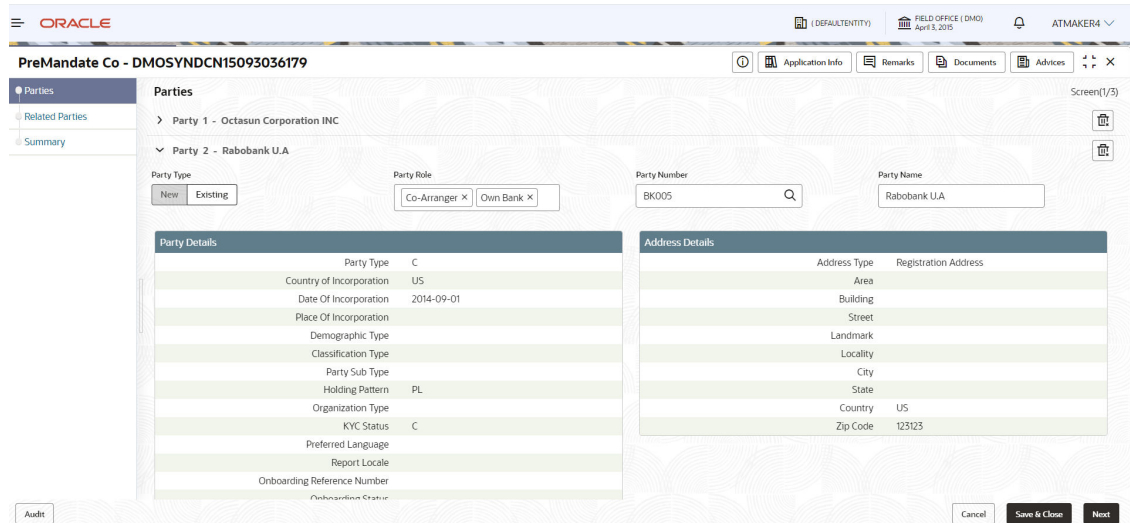 ORACLE
( DEFAULTENTITY)
FIELD OFFICE ( DMO)
April 3, 2015
ATMAKER4
PreMandate Co - DMOSYNDCN15093036179
Application Info
Remarks
Documents
Advices
Parties
Related Parties
Summary
Parties
Screen(1/3)
Party 1 - Octasun Corporation INC
Party 2 - Rabobank U.A
Party Type
Party Role
Party Number
Party Name
New Existing
Co-Arranger × Own Bank ×
BK005
Rabobank U.A
Party Details
Party Type C
Country of Incorporation US
Date Of Incorporation 2014-09-01
Place Of Incorporation
Demographic Type
Classification Type
Party Sub Type
Holding Pattern PL
Organization Type
KYC Status C
Preferred Language
Report Locale
Onboarding Reference Number
Onboarding Status
Address Details
Address Type Registration Address
Area
Building
Street
Landmark
Locality
City
State
Country US
Zip Code 123123
Audit
Cancel
Save & Close
Next